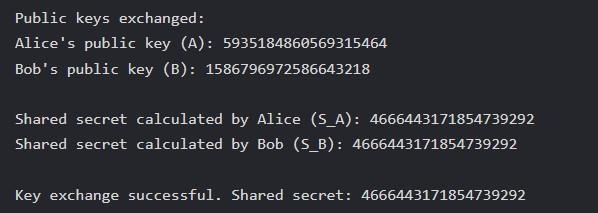 Public keys exchanged:
Alice's public key (A): 5935184860569315464
Bob's public key (B): 1586796972586643218
Shared secret calculated by Alice (S_A): 4666443171854739292
Shared secret calculated by Bob (S_B): 4666443171854739292
Key exchange successful. Shared secret: 4666443171854739292